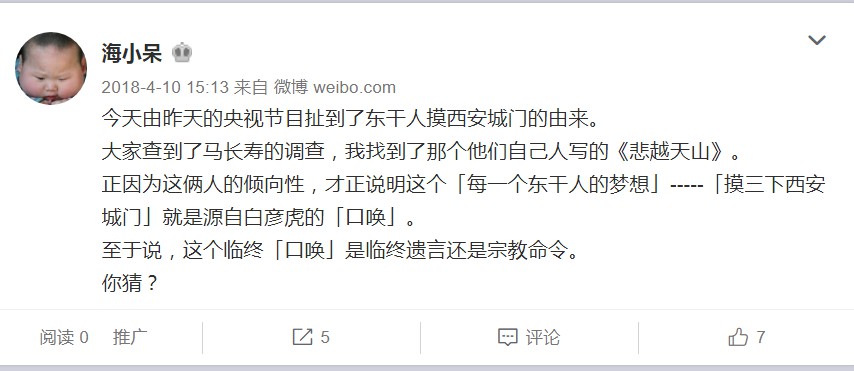 海小呆
2018-4-10 15:13 来自 微博 weibo.com
今天由昨天的央视节目扯到了东干人摸西安城门的由来。
大家查到了马长寿的调查，我找到了那个他们自己人写的《悲越天山》。
正因为这俩人的倾向性，才正说明这个「每一个东干人的梦想」-----「摸三下西安
城门」就是源自白彦虎的「口唤」。
至于说，这个临终「口唤」是临终遗言还是宗教命令。
你猜？
阅读 0 推广 5 评论 7